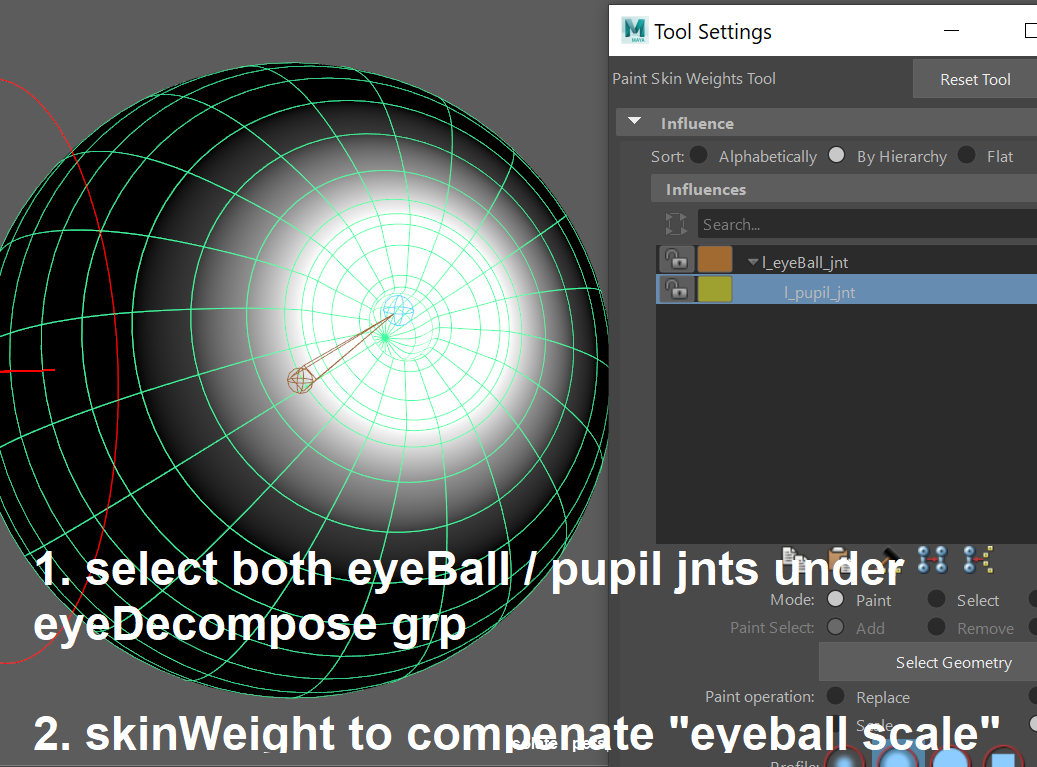 Tool Settings
Paint Skin Weights Tool
Reset Tool
Influence
Sort: Alphabetically By Hierarchy Flat
Influences
Search...
l_eyeBall_jnt
l_pupil_jnt
1. select both eyeBall / pupil jnts under
eyeDecompose grp
Mode: Paint Select
Paint Select: Add Remove
Select Geometry
Paint operation: Replace
Scale
2. skinWeight to compenate "eyeball scale"
Profile: